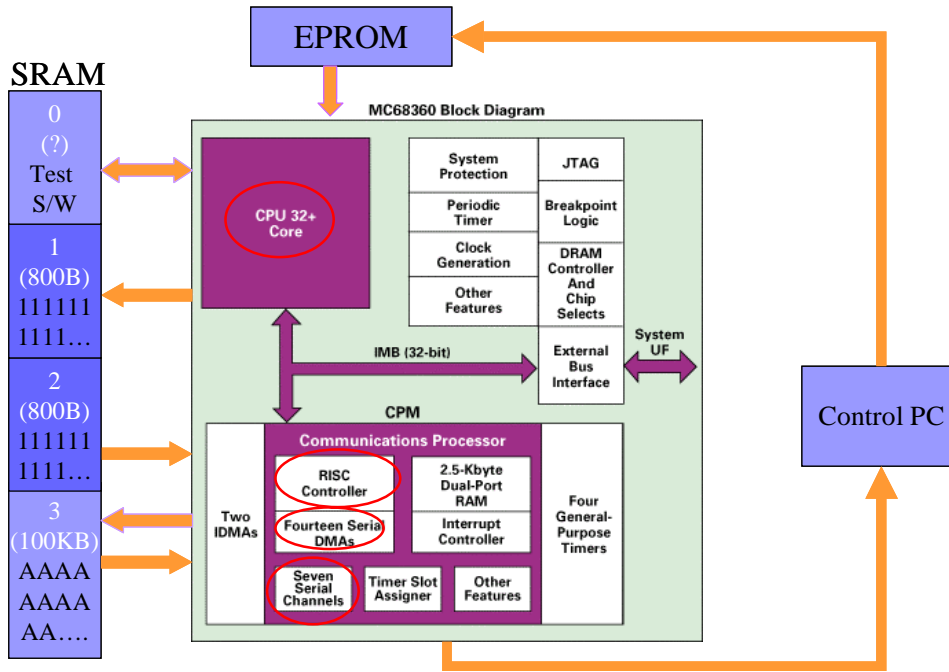 EPROM
SRAM
0
(?)
Test
S/W
1
(800B)
111111
1111…
2
(800B)
111111
1111…
3
(100KB)
AAAA
AAAA
AA….
MC68360 Block Diagram
CPU 32+
Core
System
Protection
Periodic
Timer
Clock
Generation
Other
Features
JTAG
Breakpoint
Logic
DRAM
Controller
And
Chip
Selects
External
Bus
Interface
System
UF
IMB (32-bit)
CPM
Two
IDMAs
Communications Processor
RISC
Controller
Fourteen Serial
DMAs
2.5-Kbyte
Dual-Port
RAM
Interrupt
Controller
Seven
Serial
Channels
Timer Slot
Assigner
Other
Features
Four
General-
Purpose
Timers
Control PC